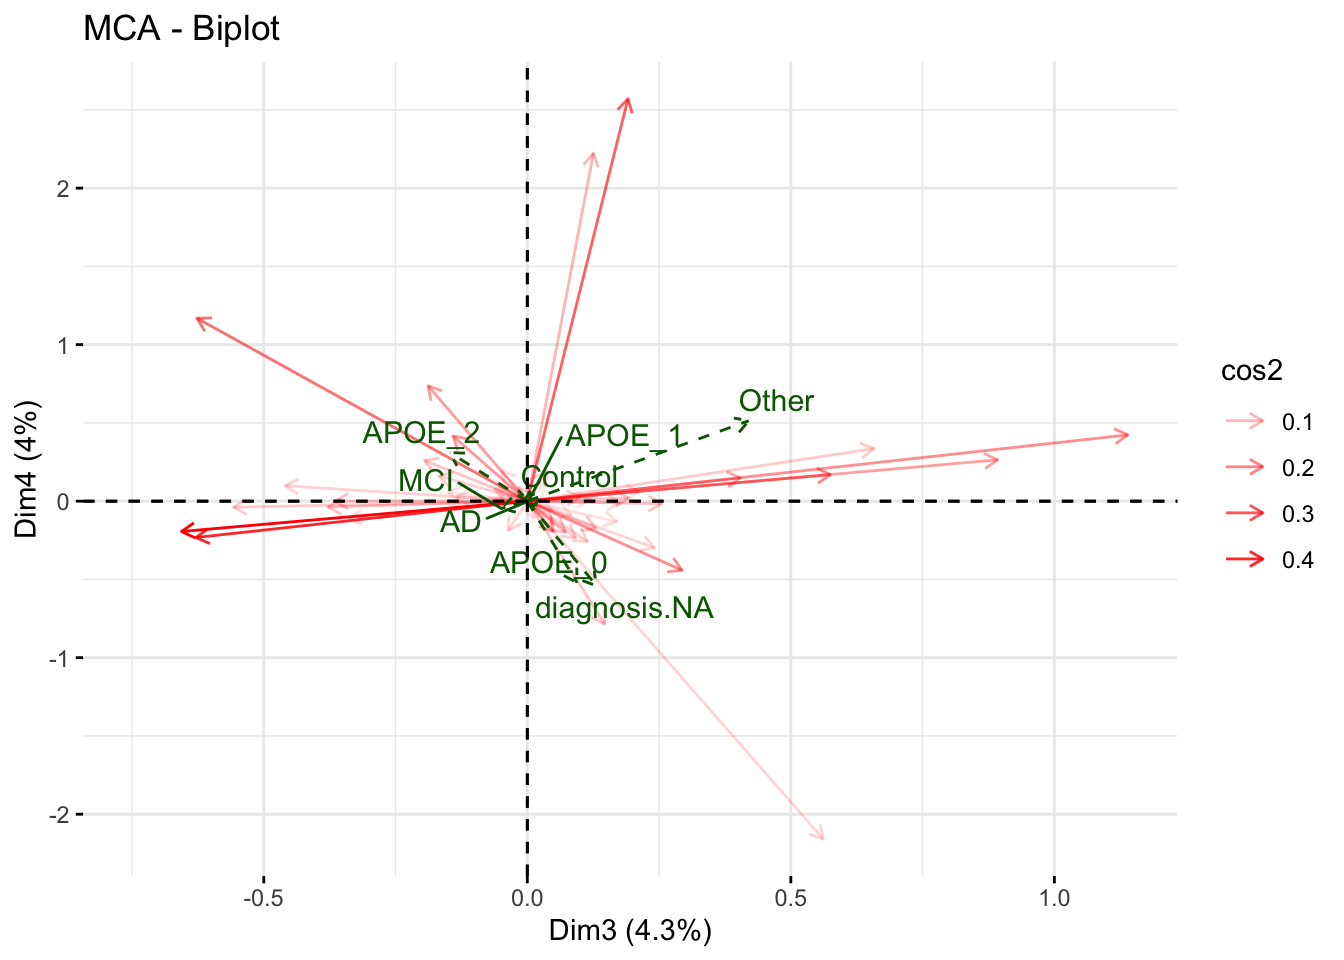 MCA - Biplot
Dim4 (4%)
2
1
0
-1
-2
Other
APOE_2
APOE_1
MCI
Control
AD
APOE_0
diagnosis.NA
-0.5
0.0
0.5
1.0
Dim3 (4.3%)
cos2
0.1
0.2
0.3
0.4